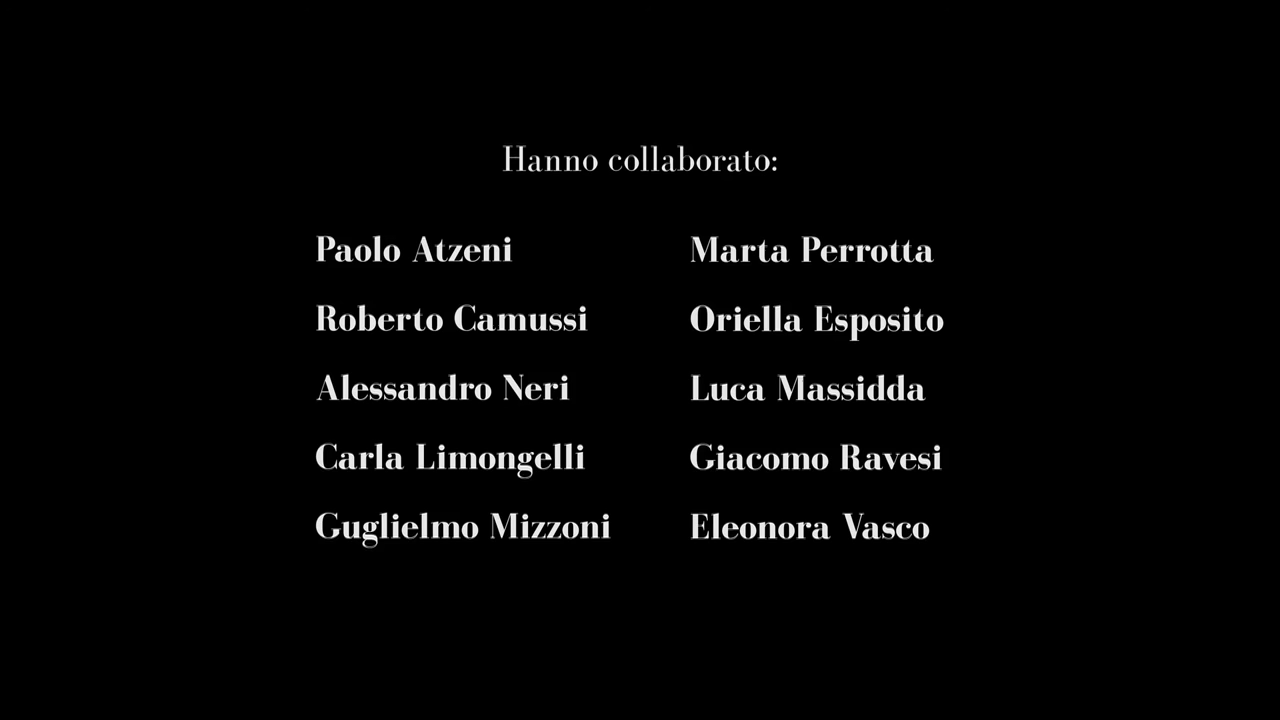 Hanno collaborato:
Paolo Atzeni
Roberto Camussi
Alessandro Neri
Carla Limongelli
Guglielmo Mizzoni
Marta Perrotta
Oriella Esposito
Luca Massidda
Giacomo Ravesi
Eleonora Vasco